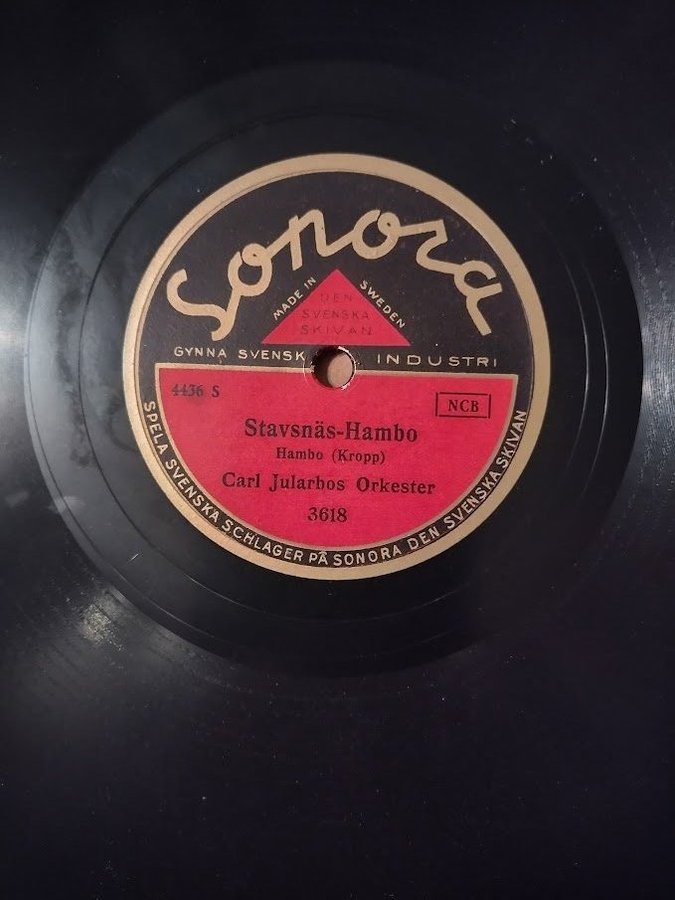 Sonora
MADE IN SWEDEN
DEN
SVENSKA
SKIVAN
GYNNA SVENSK INDUSTRI
4436 S
NCB
Stavsnäs-Hambo
Hambo (Kropp)
Carl Jularbos Orkester
3618
SPELA SVENSKA SCHLAGER PÅ SONORA DEN SVENSKA SKIVAN